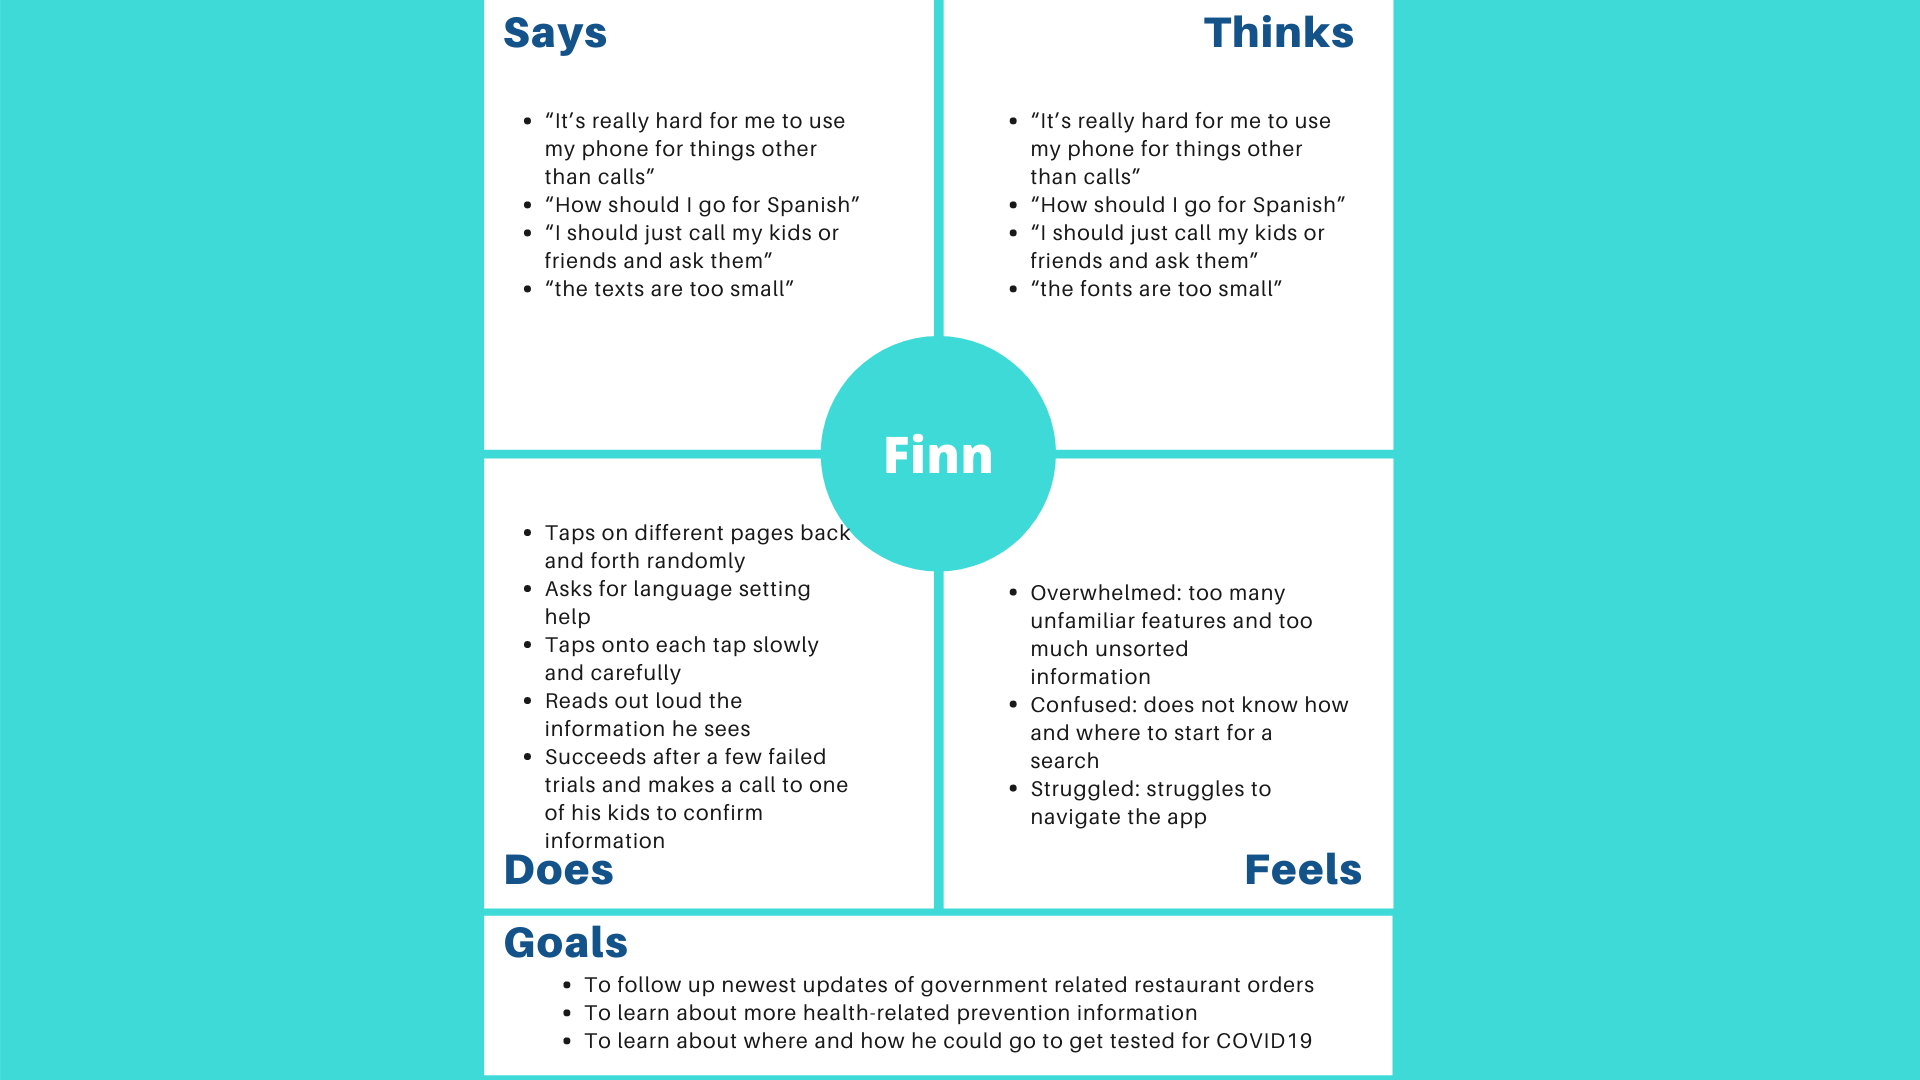 Says
• “It’s really hard for me to use
my phone for things other
than calls”
• “How should I go for Spanish”
• “I should just call my kids or
friends and ask them”
• “the texts are too small”
Thinks
• “It’s really hard for me to use
my phone for things other
than calls”
• “How should I go for Spanish”
• “I should just call my kids or
friends and ask them”
• “the fonts are too small”
Finn
• Taps on different pages back
and forth randomly
• Asks for language setting
help
• Taps onto each tap slowly
and carefully
• Reads out loud the
information he sees
• Succeeds after a few failed
trials and makes a call to one
of his kids to confirm
information
Does
• Overwhelmed: too many
unfamiliar features and too
much unsorted
information
• Confused: does not know how
and where to start for a
search
• Struggled: struggles to
navigate the app
Feels
Goals
• To follow up newest updates of government related restaurant orders
• To learn about more health-related prevention information
• To learn about where and how he could go to get tested for COVID19